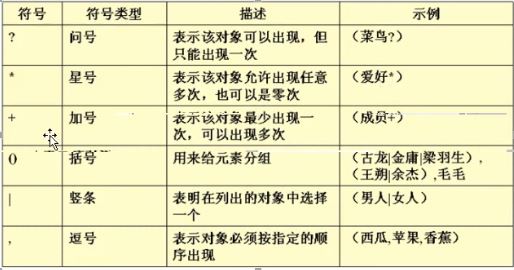 符号 符号类型 描述 示例
? 问号 表示该对象可以出现，但 （菜鸟?）
只能出现一次
* 星号 表示该对象允许出现任意 （爱好*）
多次，也可以是零次
+ 加号 表示该对象最少出现一 （成员+）
次，可以出现多次
() 括号 用来给元素分组 （古龙|金庸|梁羽生）,
（王朔|余杰）,毛毛
| 竖条 表明在列出的对象中选择 （男人|女人）
一个
, 逗号 表示对象必须按指定的顺 （西瓜,苹果,香蕉）
序出现